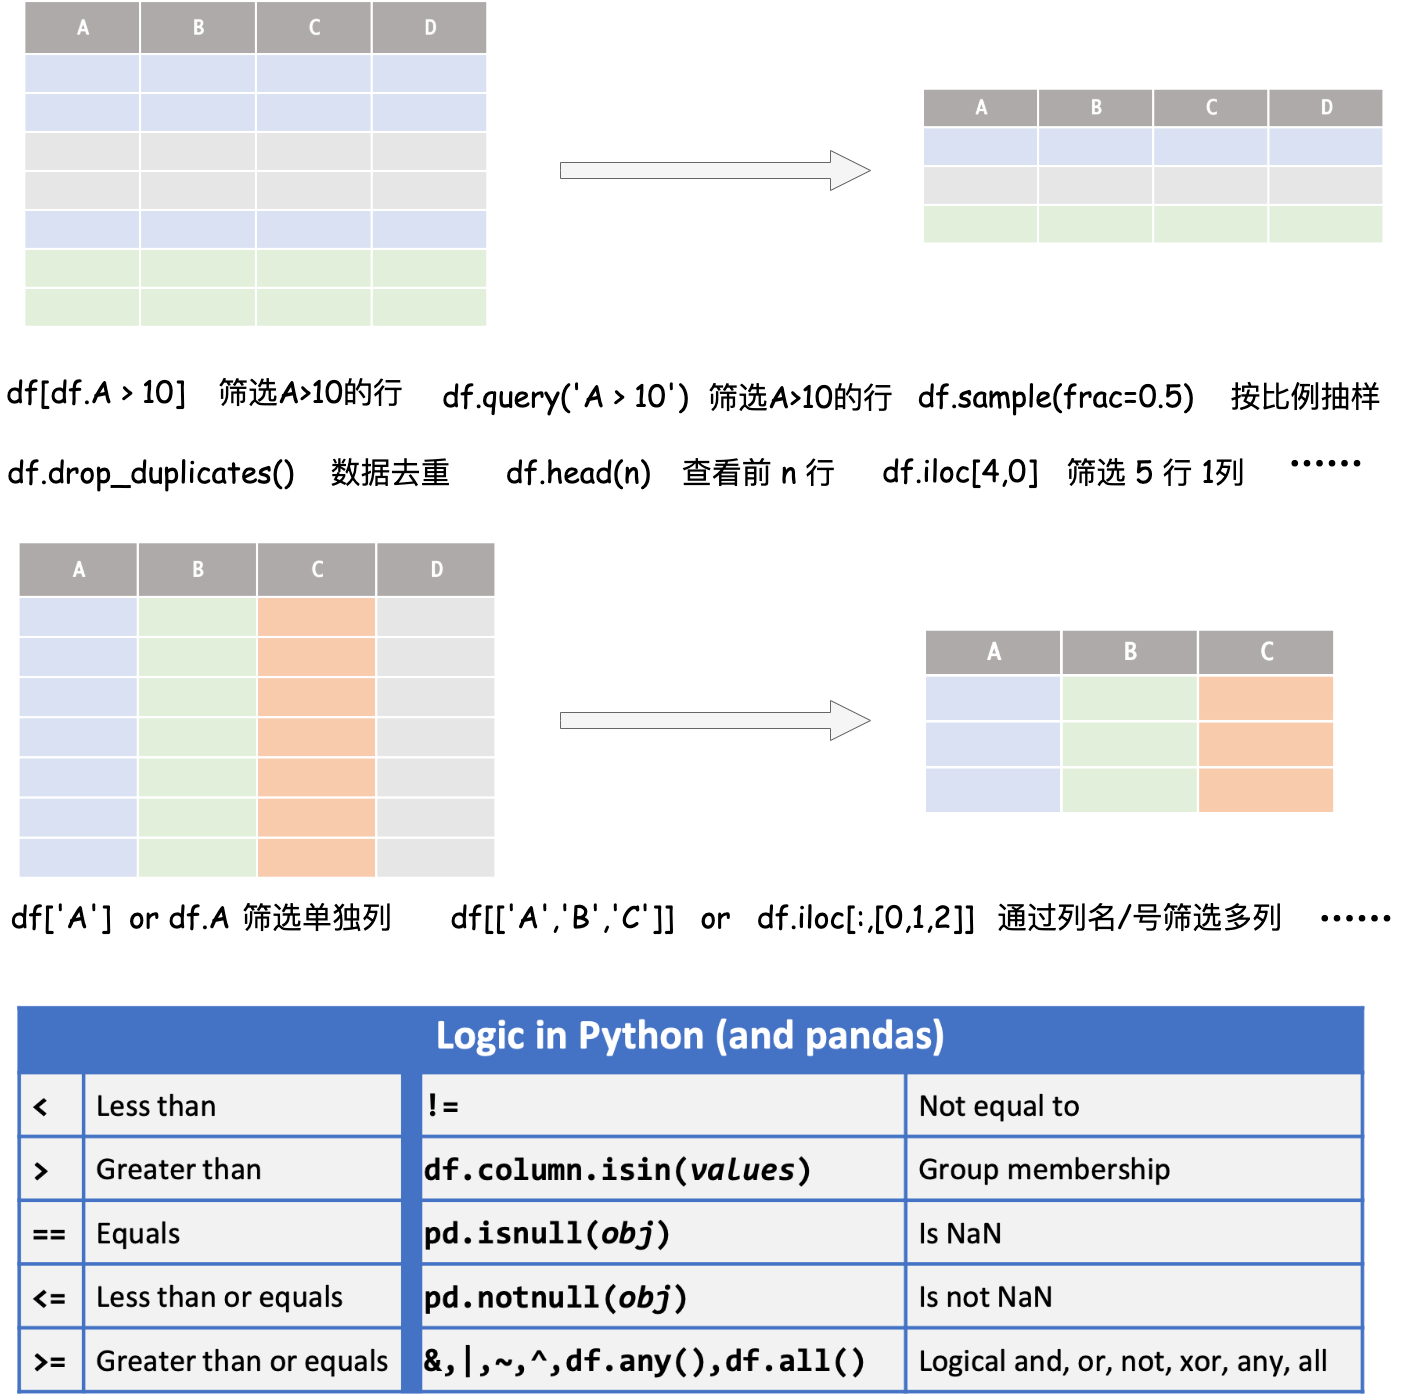 A B C D
A B C D
df[df.A > 10] 筛选A>10的行 df.query('A > 10') 筛选A>10的行 df.sample(frac=0.5) 按比例抽样
df.drop_duplicates() 数据去重 df.head(n) 查看前 n 行 df.iloc[4,0] 筛选 5 行 1列 ······
A B C D
A B C
df['A'] or df.A 筛选单独列 df[['A','B','C']] or df.iloc[:,[0,1,2]] 通过列名/号筛选多列 ······
Logic in Python (and pandas)
< Less than != Not equal to
> Greater than df.column.isin(values) Group membership
== Equals pd.isnull(obj) Is NaN
<= Less than or equals pd.notnull(obj) Is not NaN
>= Greater than or equals &,|,~,^,df.any(),df.all() Logical and, or, not, xor, any, all